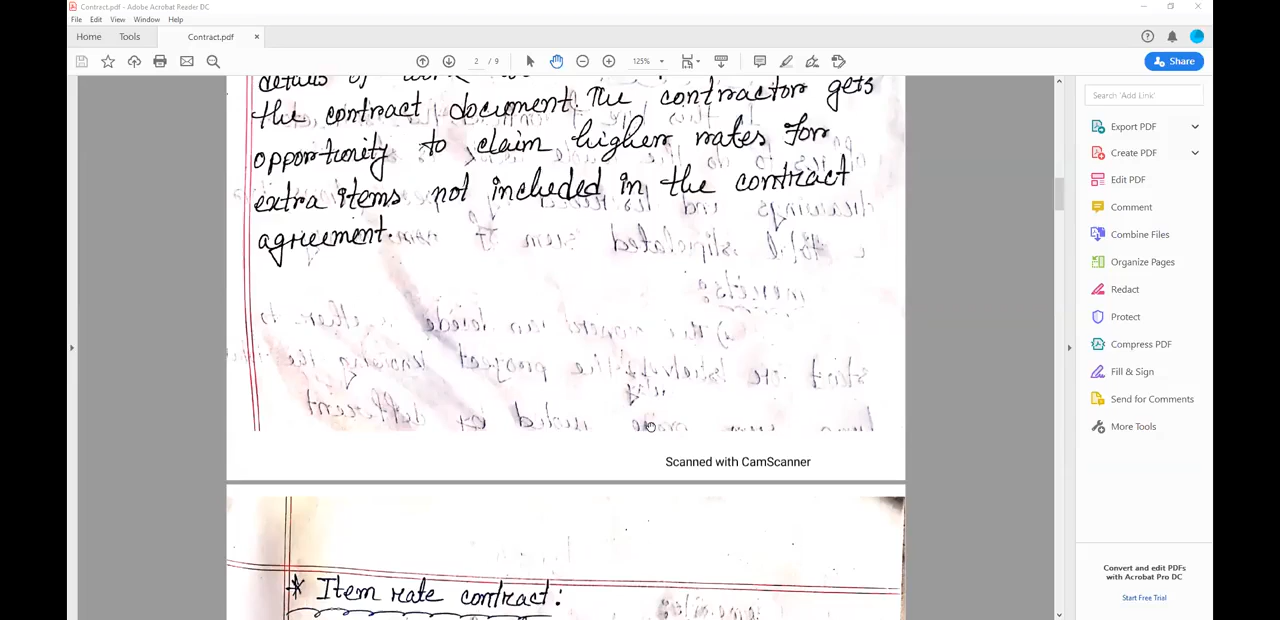 Contract.pdf - Adobe Acrobat Reader DC
File Edit View Window Help
Home Tools Contract.pdf ×
2 / 9 125% Share
details of work
the contract, document. The contractor gets
opportunity to claim higher rates for
extra items not included in the contract
agreement.
Scanned with CamScanner
* Item rate contract:
Search 'Add Link'
Export PDF
Create PDF
Edit PDF
Comment
Combine Files
Organize Pages
Redact
Protect
Compress PDF
Fill & Sign
Send for Comments
More Tools
Convert and edit PDFs
with Acrobat Pro DC
Start Free Trial